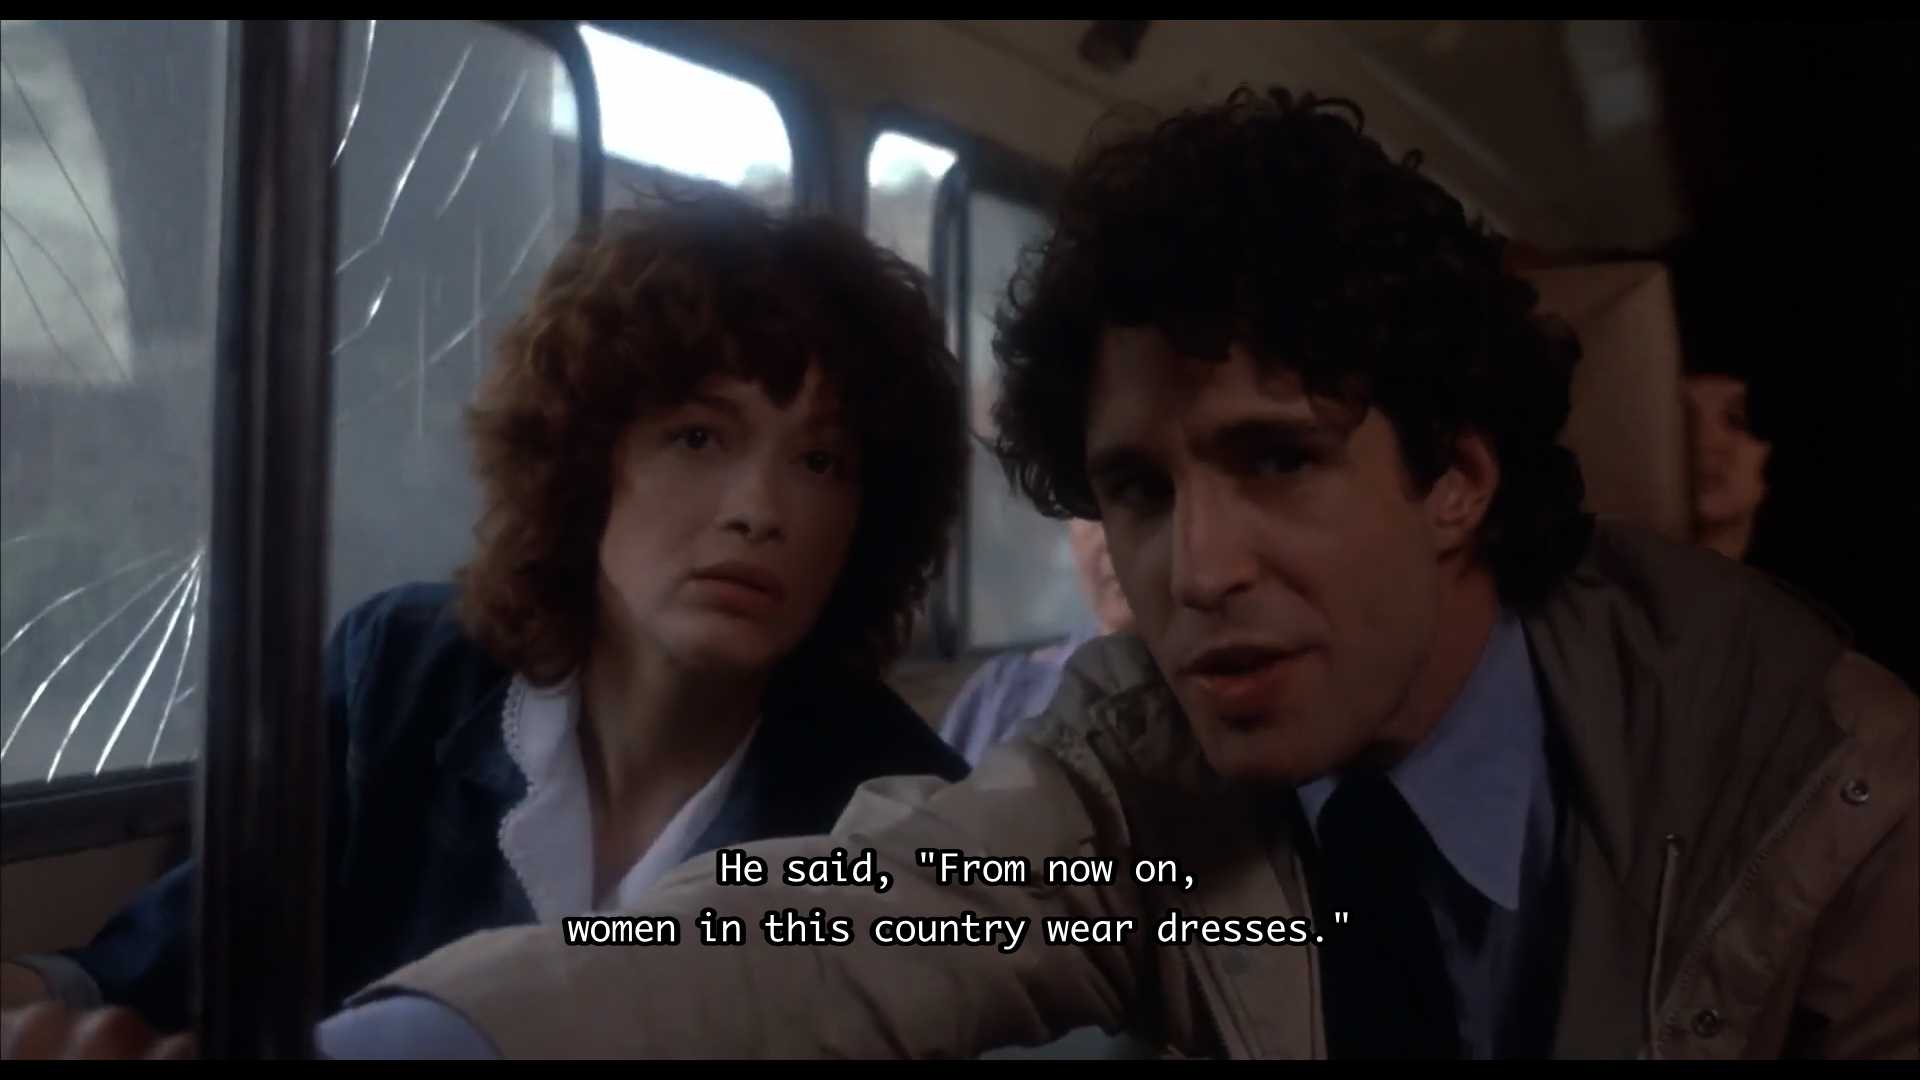 He said, "From now on,
women in this country wear dresses."